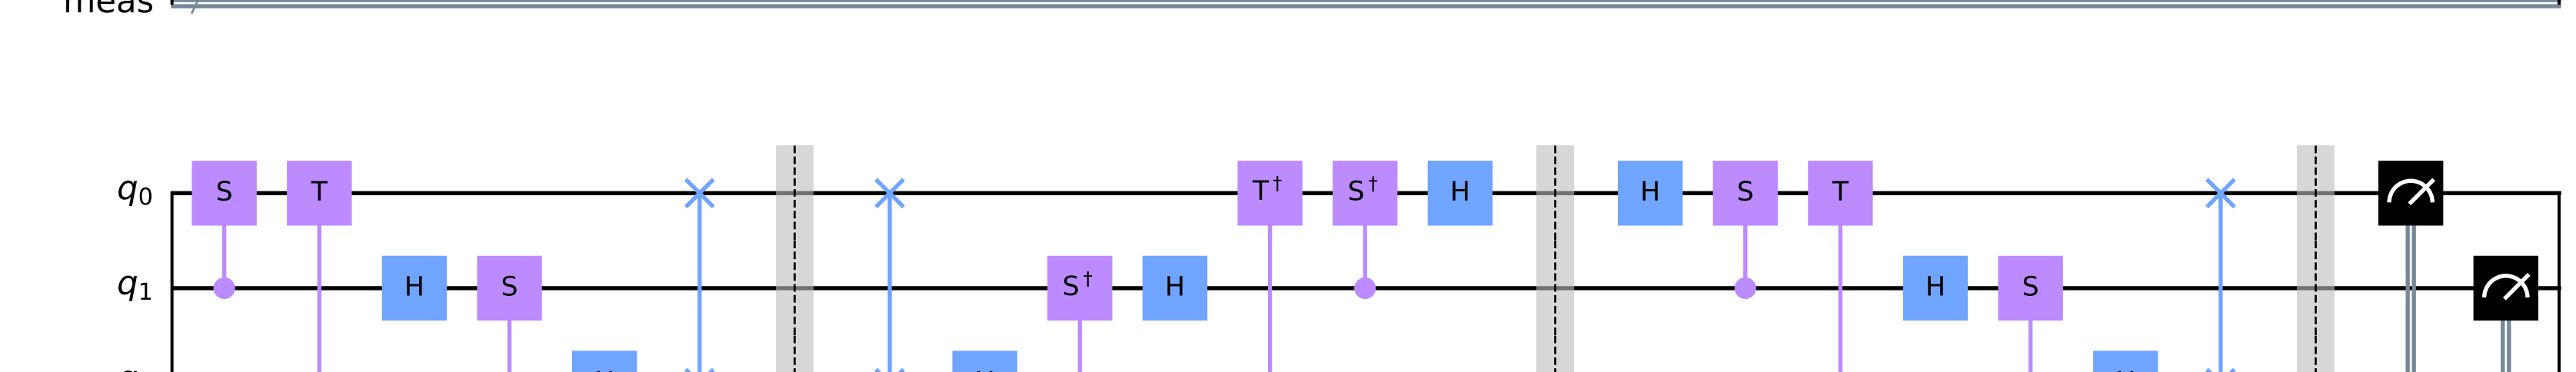 meas
q0 S T T† S† H H S T
q1 H S S† H H S